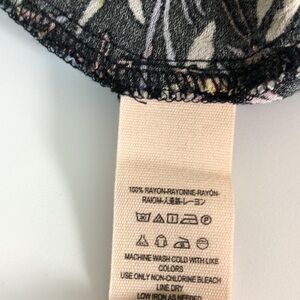 100% RAYON-RAYONNE-RAYÓN-
RAION-人造絲-レーヨン
MACHINE WASH COLD WITH LIKE
COLORS
USE ONLY NON-CHLORINE BLEACH
LINE DRY
LOW IRON AS NEEDED